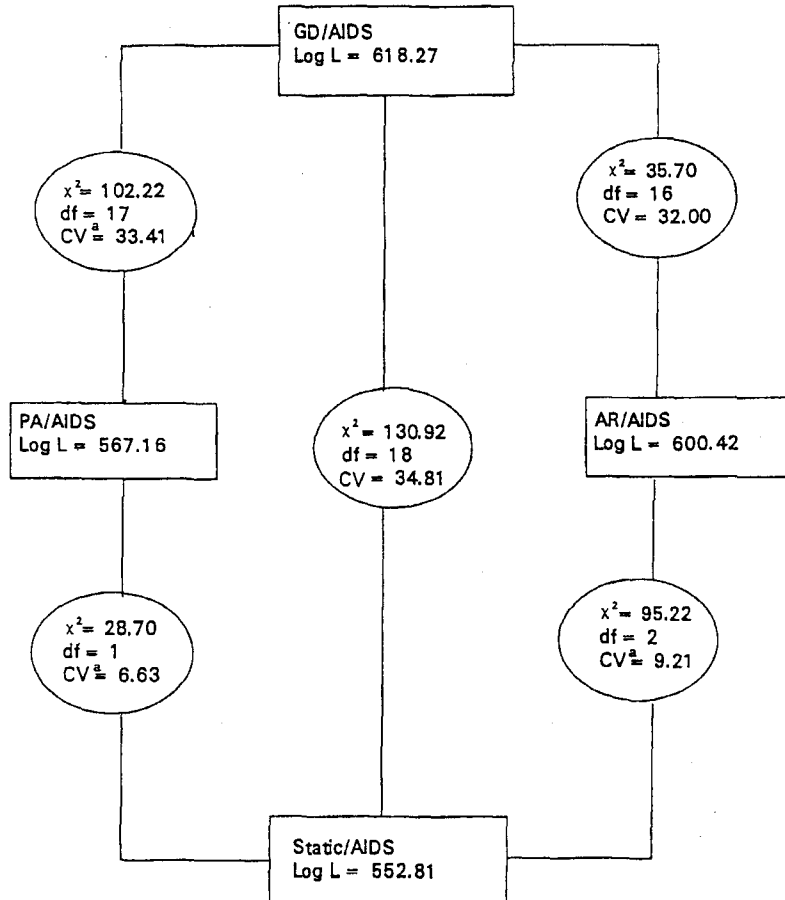 GD/AIDS
Log L = 618.27
χ²= 102.22
df = 17
CVᵃ= 33.41
χ²= 35.70
df = 16
CV = 32.00
PA/AIDS
Log L = 567.16
χ²= 130.92
df = 18
CV = 34.81
AR/AIDS
Log L = 600.42
χ²= 28.70
df = 1
CVᵃ= 6.63
χ²= 95.22
df = 2
CVᵃ= 9.21
Static/AIDS
Log L = 552.81